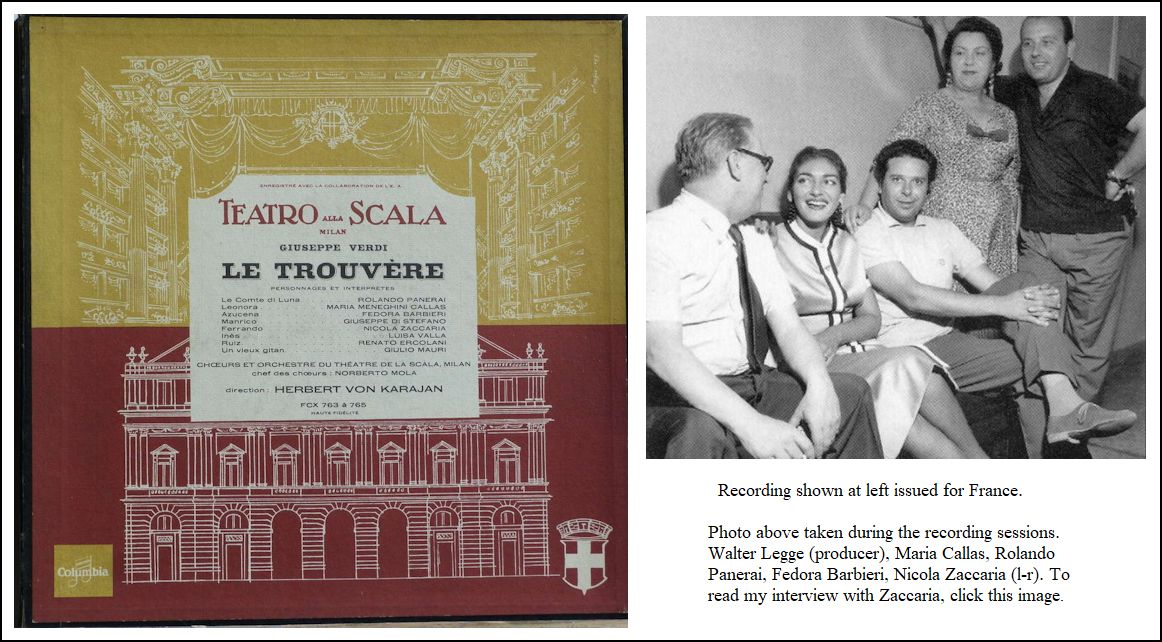 ENREGISTRÉ AVEC LA COLLABORATION DE L'E. A.
TEATRO ALLA SCALA
MILAN
GIUSEPPE VERDI
LE TROUVÈRE
PERSONNAGES ET INTERPRÈTES
Le Comte di Luna ROLANDO PANERAI
Leonora MARIA MENEGHINI CALLAS
Azucena FEDORA BARBIERI
Manrico GIUSEPPE DI STEFANO
Ferrando NICOLA ZACCARIA
Inès LUISA VALLA
Ruiz RENATO ERCOLANI
Un vieux gitan. GIULIO MAURI
CHŒURS ET ORCHESTRE DU THÉATRE DE LA SCALA, MILAN
chef des chœurs : NORBERTO MOLA
direction : HERBERT VON KARAJAN
FCX 763 à 765
HAUTE FIDÉLITÉ
Columbia
Recording shown at left issued for France.
Photo above taken during the recording sessions.
Walter Legge (producer), Maria Callas, Rolando
Panerai, Fedora Barbieri, Nicola Zaccaria (l-r). To
read my interview with Zaccaria, click this image.